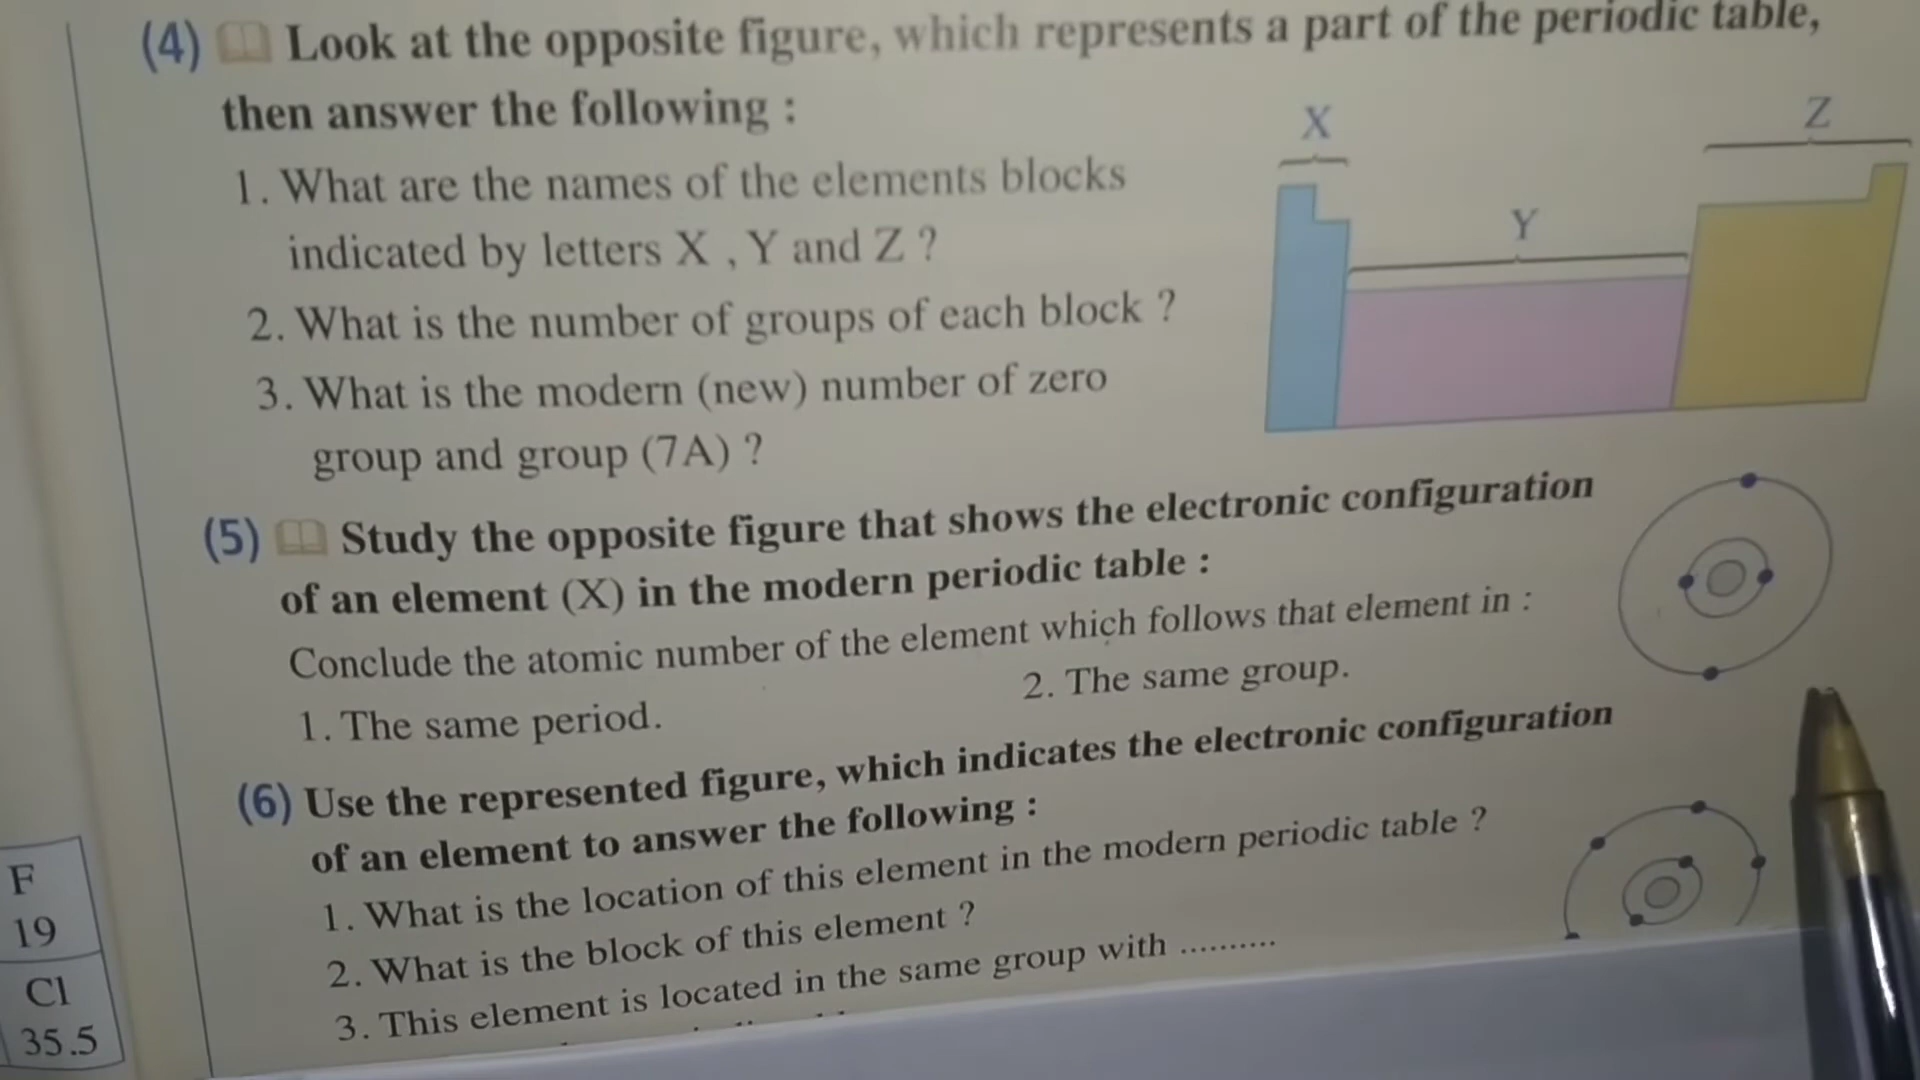 (4) Look at the opposite figure, which represents a part of the periodic table,
then answer the following :
1. What are the names of the elements blocks
indicated by letters X , Y and Z ?
2. What is the number of groups of each block ?
3. What is the modern (new) number of zero
group and group (7A) ?
X
Y
Z
(5) Study the opposite figure that shows the electronic configuration
of an element (X) in the modern periodic table :
Conclude the atomic number of the element which follows that element in :
1. The same period.
2. The same group.
(6) Use the represented figure, which indicates the electronic configuration
of an element to answer the following :
1. What is the location of this element in the modern periodic table ?
2. What is the block of this element ?
3. This element is located in the same group with ..........
F
19
Cl
35.5